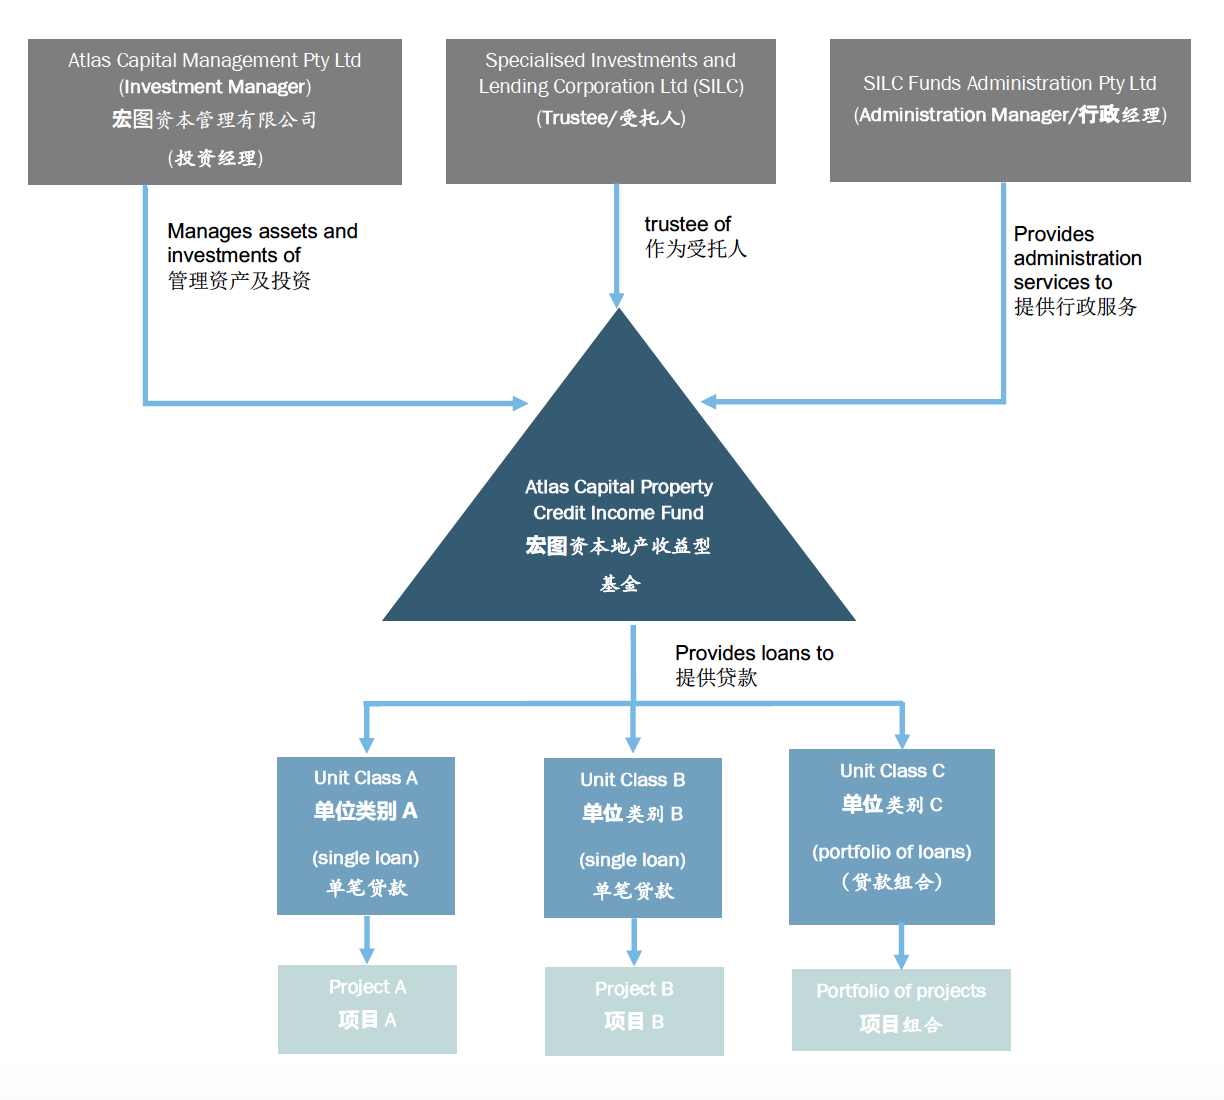 Atlas Capital Management Pty Ltd
(Investment Manager)
宏图资本管理有限公司
(投资经理)
Specialised Investments and
Lending Corporation Ltd (SILC)
(Trustee/受托人)
SILC Funds Administration Pty Ltd
(Administration Manager/行政经理)
Manages assets and
investments of
管理资产及投资
trustee of
作为受托人
Provides
administration
services to
提供行政服务
Atlas Capital Property
Credit Income Fund
宏图资本地产收益型
基金
Provides loans to
提供贷款
Unit Class A
单位类别 A
(single loan)
单笔贷款
Unit Class B
单位类别 B
(single loan)
单笔贷款
Unit Class C
单位类别 C
(portfolio of loans)
（贷款组合）
Project A
项目 A
Project B
项目 B
Portfolio of projects
项目组合